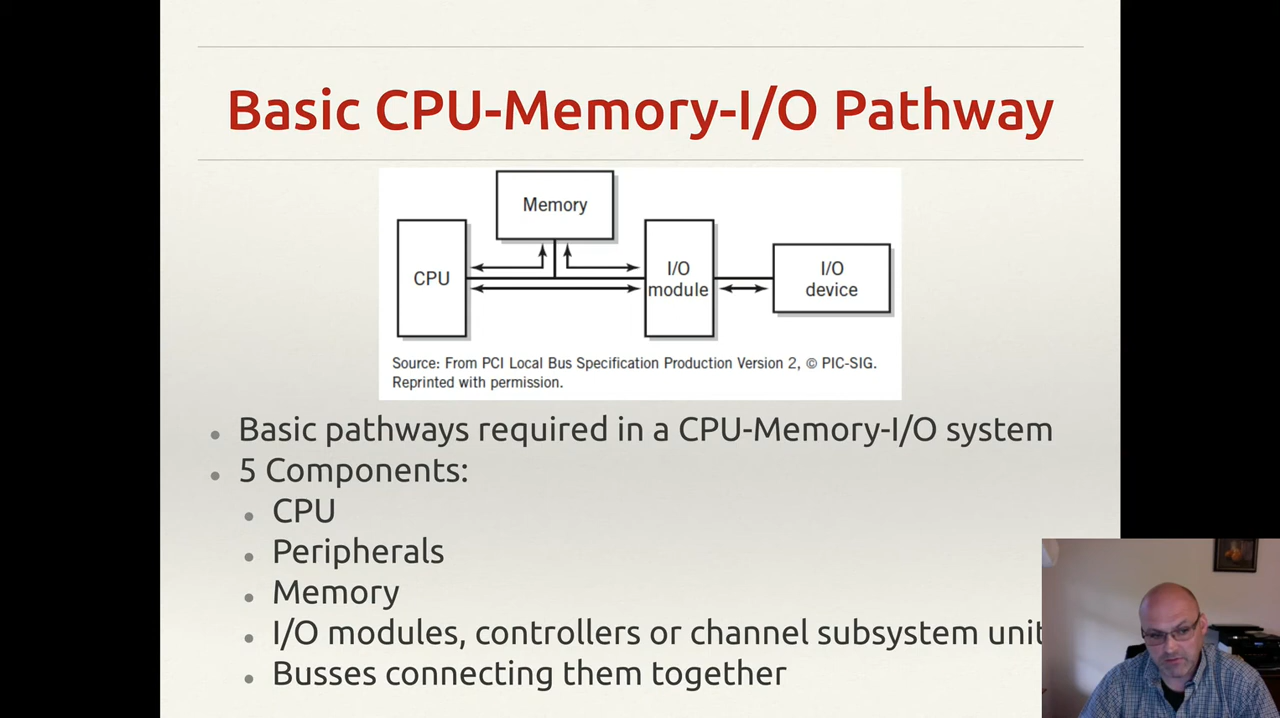 Basic CPU-Memory-I/O Pathway
Memory
CPU
I/O
module
I/O
device
Source: From PCI Local Bus Specification Production Version 2, © PIC-SIG.
Reprinted with permission.
Basic pathways required in a CPU-Memory-I/O system
5 Components:
CPU
Peripherals
Memory
I/O modules, controllers or channel subsystem unit
Busses connecting them together